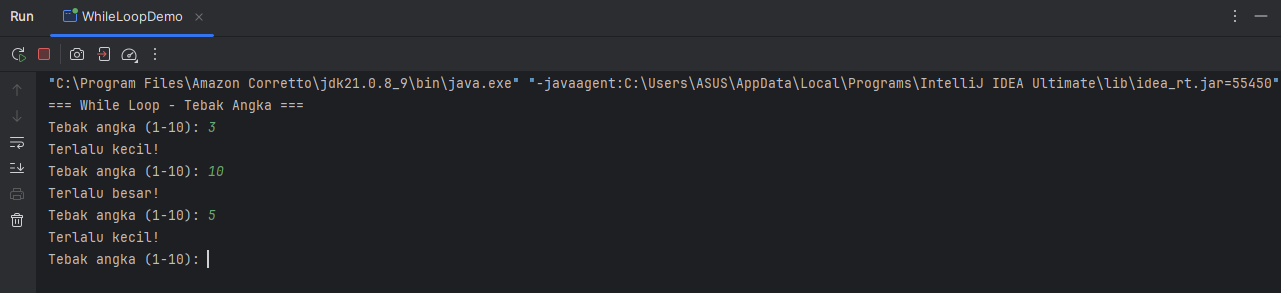 Run
WhileLoopDemo
"C:\Program Files\Amazon Corretto\jdk21.0.8_9\bin\java.exe" "-javaagent:C:\Users\ASUS\AppData\Local\Programs\IntelliJ IDEA Ultimate\lib\idea_rt.jar=55450"
=== While Loop - Tebak Angka ===
Tebak angka (1-10): 3
Terlalu kecil!
Tebak angka (1-10): 10
Terlalu besar!
Tebak angka (1-10): 5
Terlalu kecil!
Tebak angka (1-10):